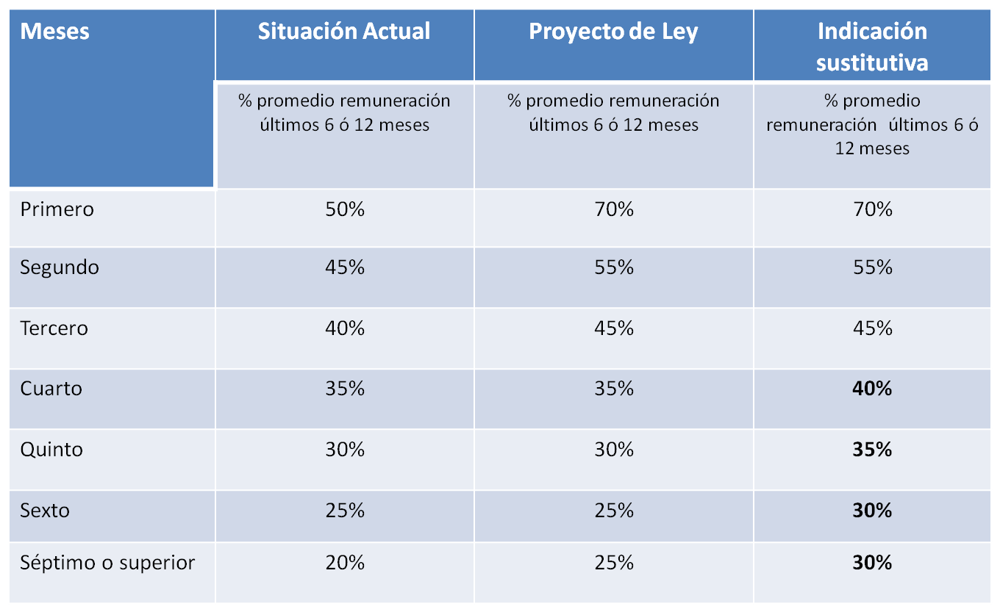 Meses Situación Actual Proyecto de Ley Indicación
sustitutiva
% promedio remuneración % promedio remuneración % promedio
últimos 6 ó 12 meses últimos 6 ó 12 meses remuneración últimos 6 ó
12 meses
Primero 50% 70% 70%
Segundo 45% 55% 55%
Tercero 40% 45% 45%
Cuarto 35% 35% 40%
Quinto 30% 30% 35%
Sexto 25% 25% 30%
Séptimo o superior 20% 25% 30%